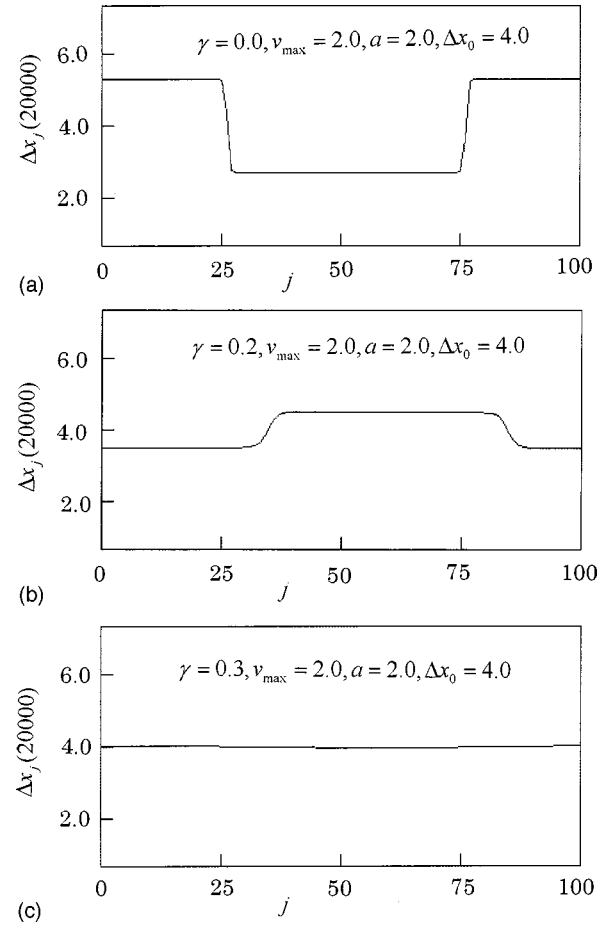 γ = 0.0, v_max = 2.0, a = 2.0, Δx_0 = 4.0
6.0
4.0
2.0
Δx_j(20000)
0 25 50 75 100
j
(a)
γ = 0.2, v_max = 2.0, a = 2.0, Δx_0 = 4.0
6.0
4.0
2.0
Δx_j(20000)
0 25 50 75 100
j
(b)
γ = 0.3, v_max = 2.0, a = 2.0, Δx_0 = 4.0
6.0
4.0
2.0
Δx_j(20000)
0 25 50 75 100
j
(c)